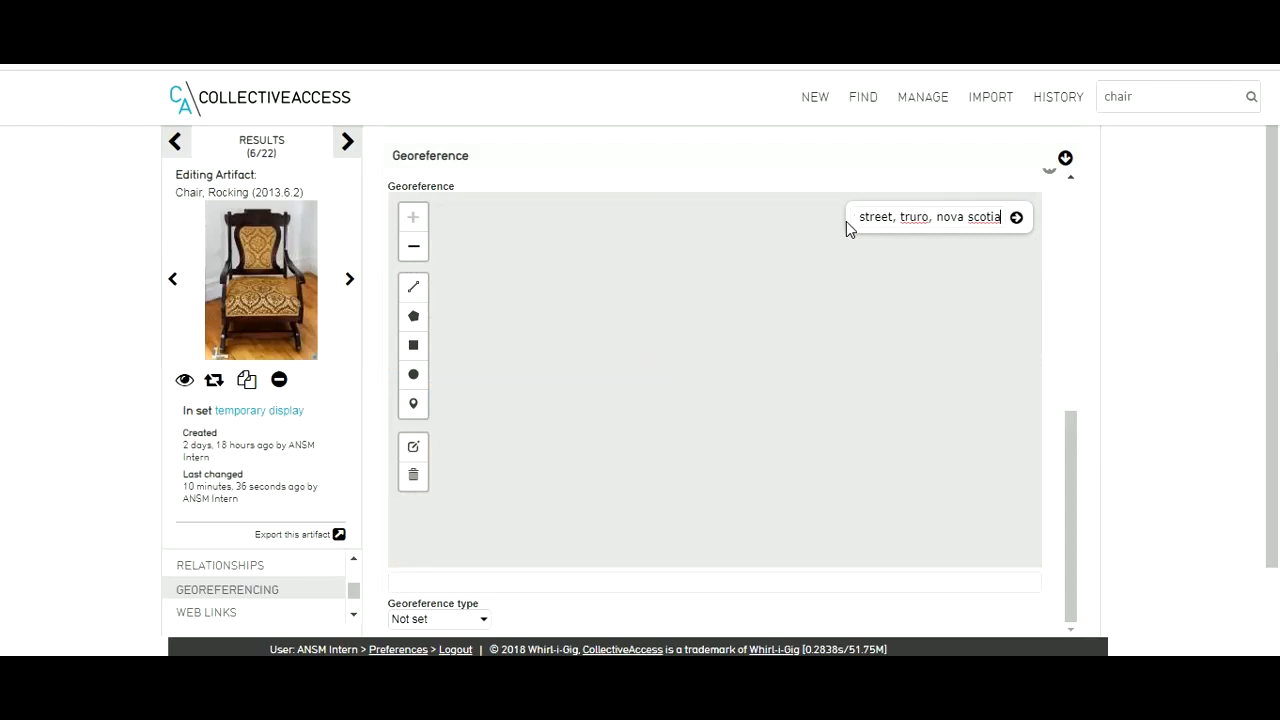 CA COLLECTIVEACCESS
NEW FIND MANAGE IMPORT HISTORY chair
RESULTS
(6/22)
Editing Artifact:
Chair, Rocking (2013.6.2)
In set temporary display
Created
2 days, 18 hours ago by ANSM
Intern
Last changed
10 minutes, 36 seconds ago by
ANSM Intern
Export this artifact
RELATIONSHIPS
GEOREFERENCING
WEB LINKS
Georeference
Georeference
street, truro, nova scotia
Georeference type
Not set
User: ANSM Intern > Preferences > Logout | © 2018 Whirl-i-Gig, CollectiveAccess is a trademark of Whirl-i-Gig [0.2838s/51.75M]